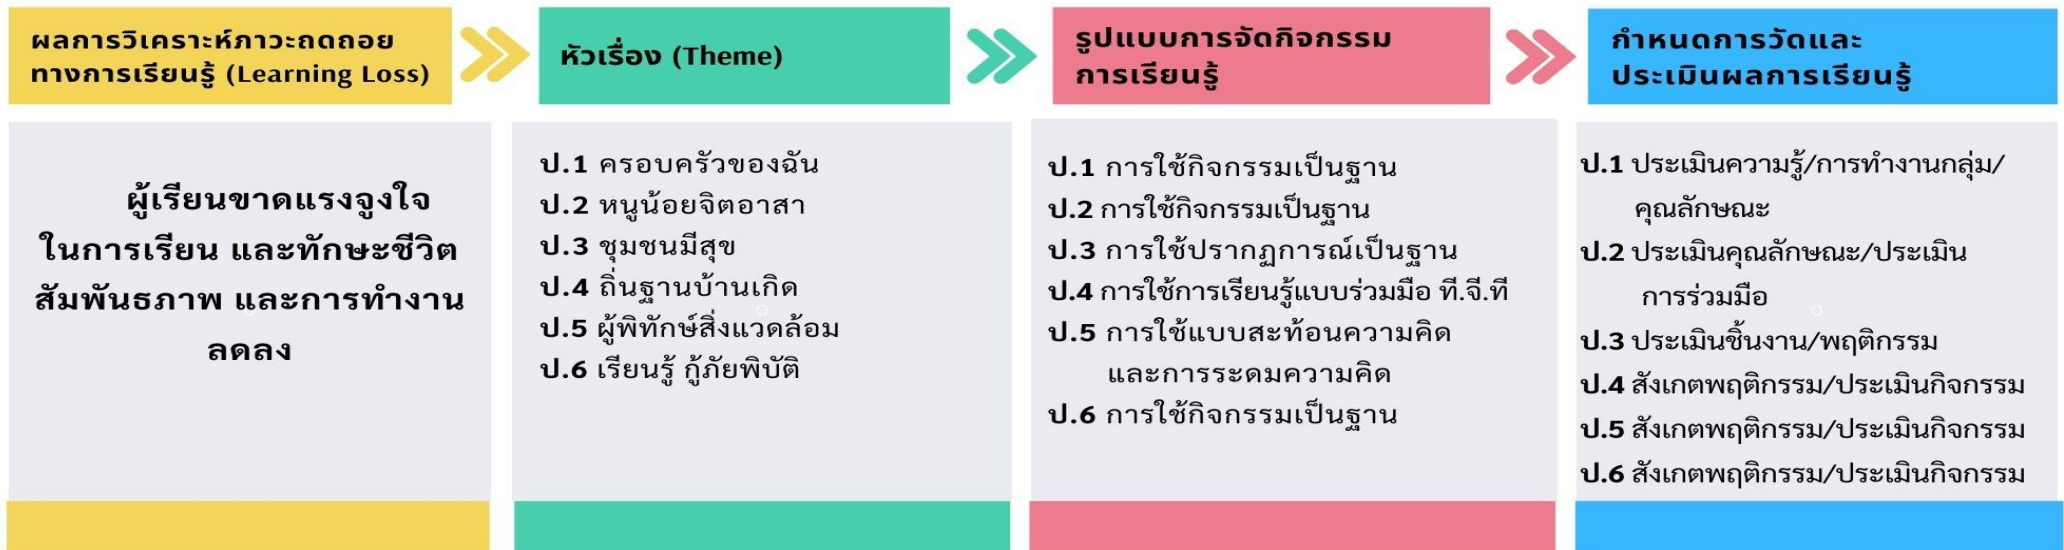 ผลการวิเคราะห์ภาวะถดถอย
ทางการเรียนรู้ (Learning Loss)
ผู้เรียนขาดแรงจูงใจ
ในการเรียน และทักษะชีวิต
สัมพันธภาพ และการทำงาน
ลดลง
หัวเรื่อง (Theme)
ป.1 ครอบครัวของฉัน
ป.2 หนูน้อยจิตอาสา
ป.3 ชุมชนมีสุข
ป.4 ถิ่นฐานบ้านเกิด
ป.5 ผู้พิทักษ์สิ่งแวดล้อม
ป.6 เรียนรู้ กู้ภัยพิบัติ
รูปแบบการจัดกิจกรรม
การเรียนรู้
ป.1 การใช้กิจกรรมเป็นฐาน
ป.2 การใช้กิจกรรมเป็นฐาน
ป.3 การใช้ปรากฏการณ์เป็นฐาน
ป.4 การใช้การเรียนรู้แบบร่วมมือ ที.จี.ที
ป.5 การใช้แบบสะท้อนความคิด
และการระดมความคิด
ป.6 การใช้กิจกรรมเป็นฐาน
กำหนดการวัดและ
ประเมินผลการเรียนรู้
ป.1 ประเมินความรู้/การทำงานกลุ่ม/
คุณลักษณะ
ป.2 ประเมินคุณลักษณะ/ประเมิน
การร่วมมือ
ป.3 ประเมินชิ้นงาน/พฤติกรรม
ป.4 สังเกตพฤติกรรม/ประเมินกิจกรรม
ป.5 สังเกตพฤติกรรม/ประเมินกิจกรรม
ป.6 สังเกตพฤติกรรม/ประเมินกิจกรรม